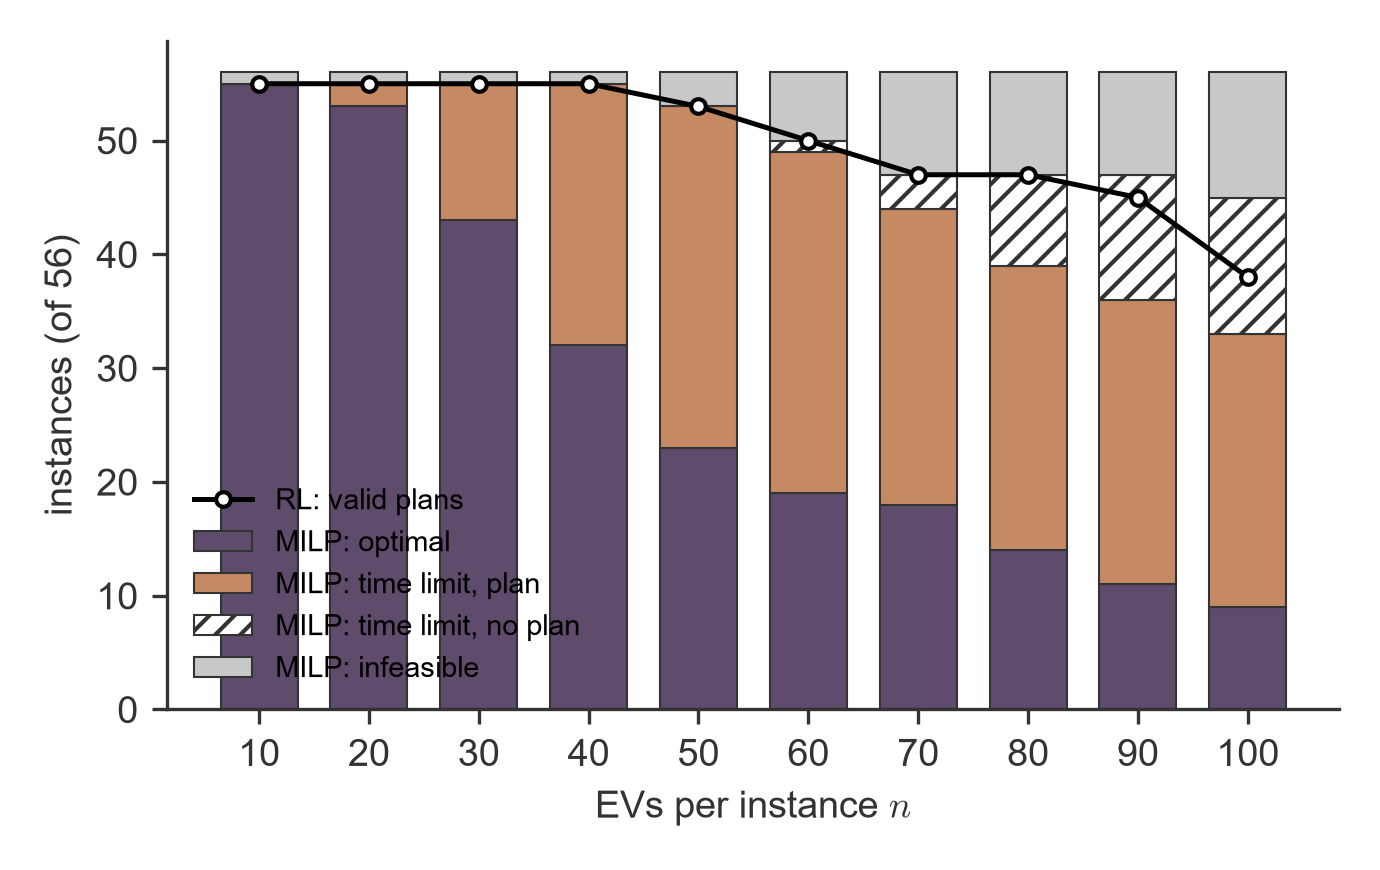 50
40
30
20
10
0
instances (of 56)
RL: valid plans
MILP: optimal
MILP: time limit, plan
MILP: time limit, no plan
MILP: infeasible
10 20 30 40 50 60 70 80 90 100
EVs per instance n